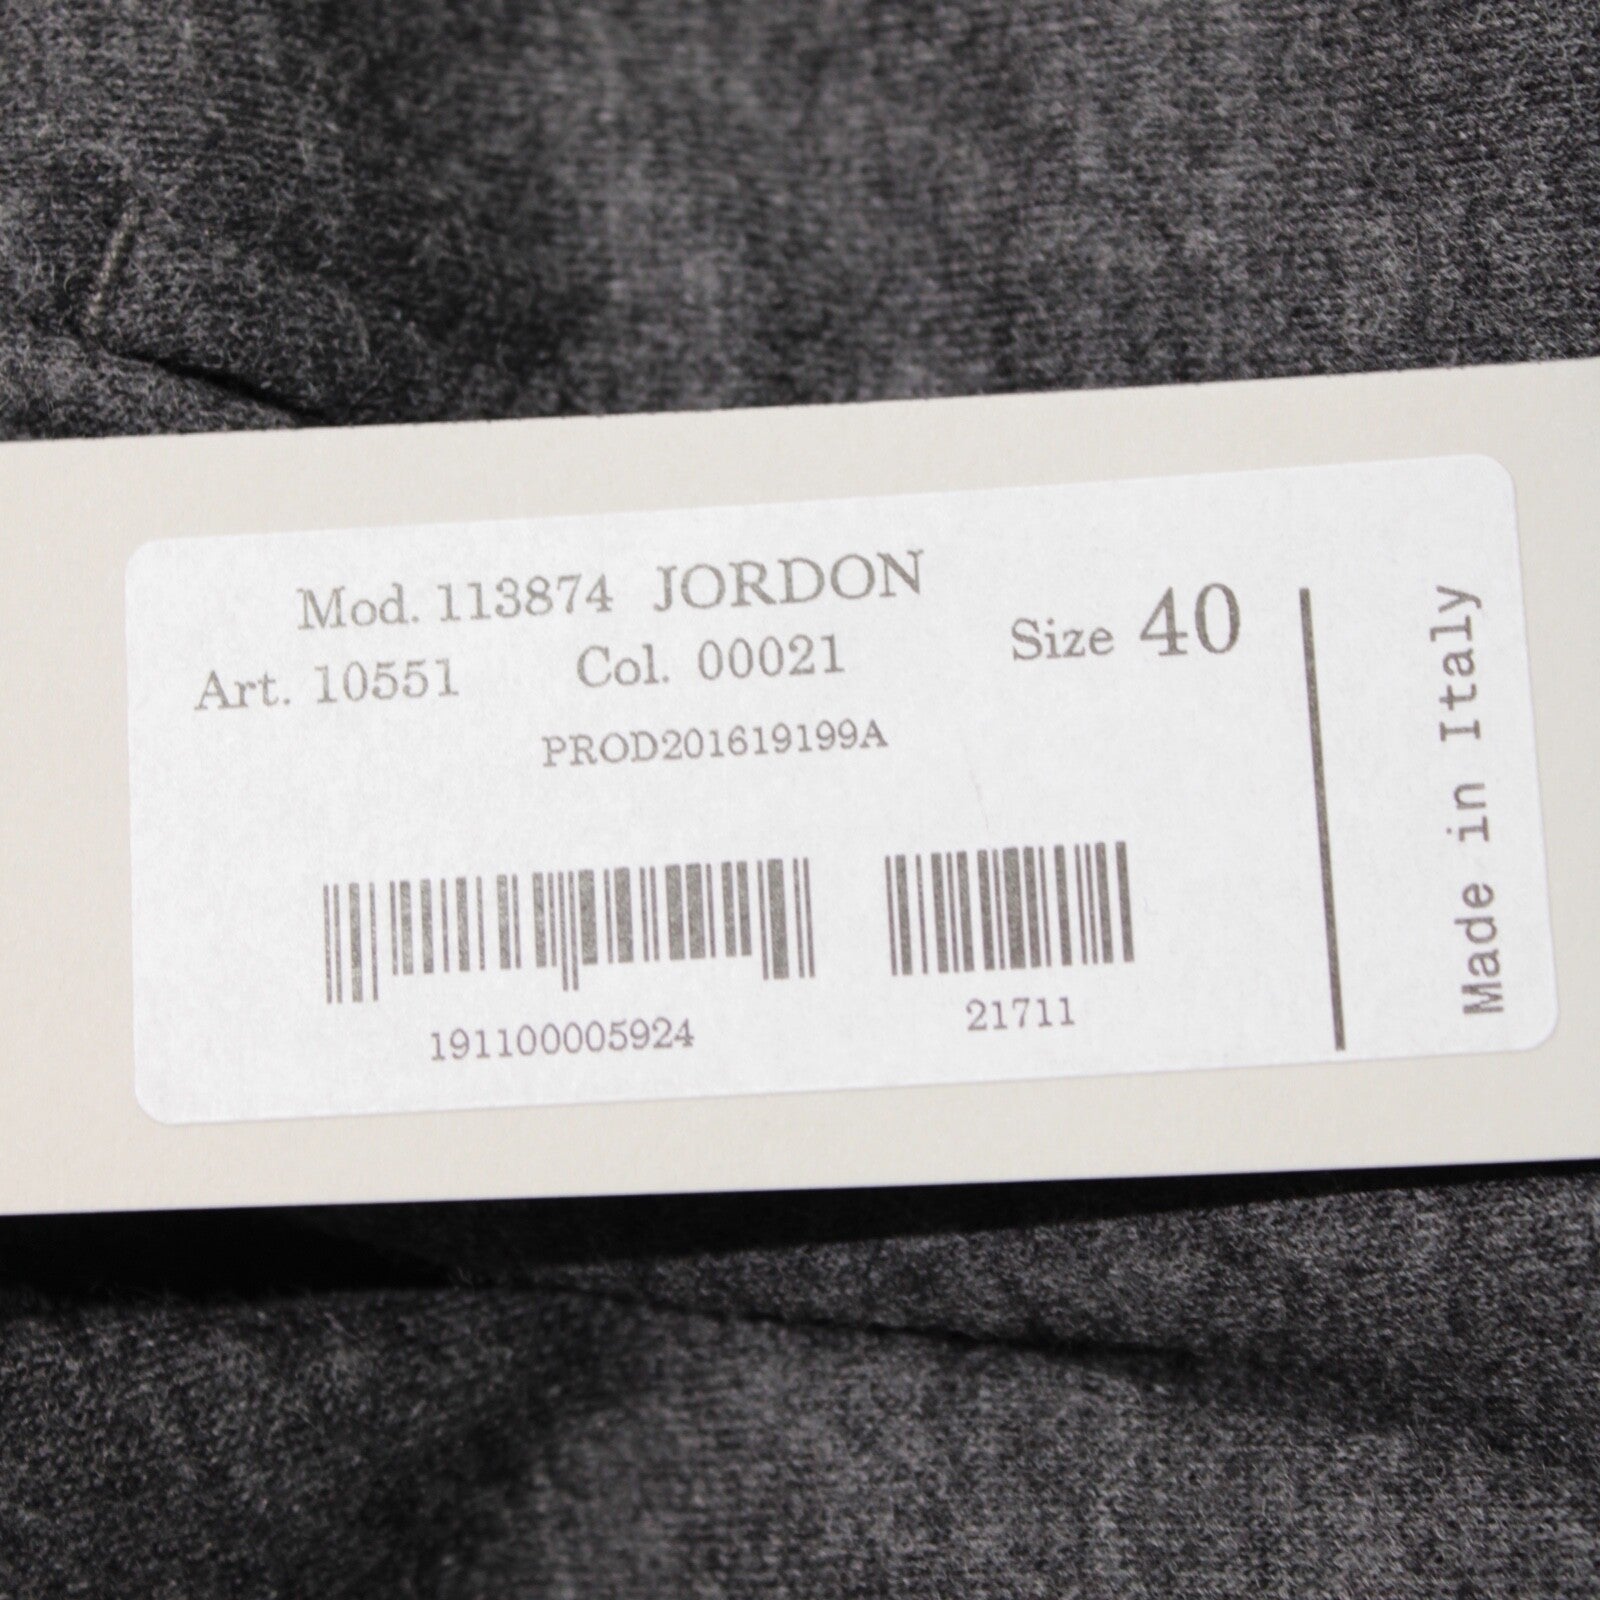 Mod. 113874 JORDON
Art. 10551 Col. 00021 Size 40
PROD201619199A
191100005924 21711
Made in Italy